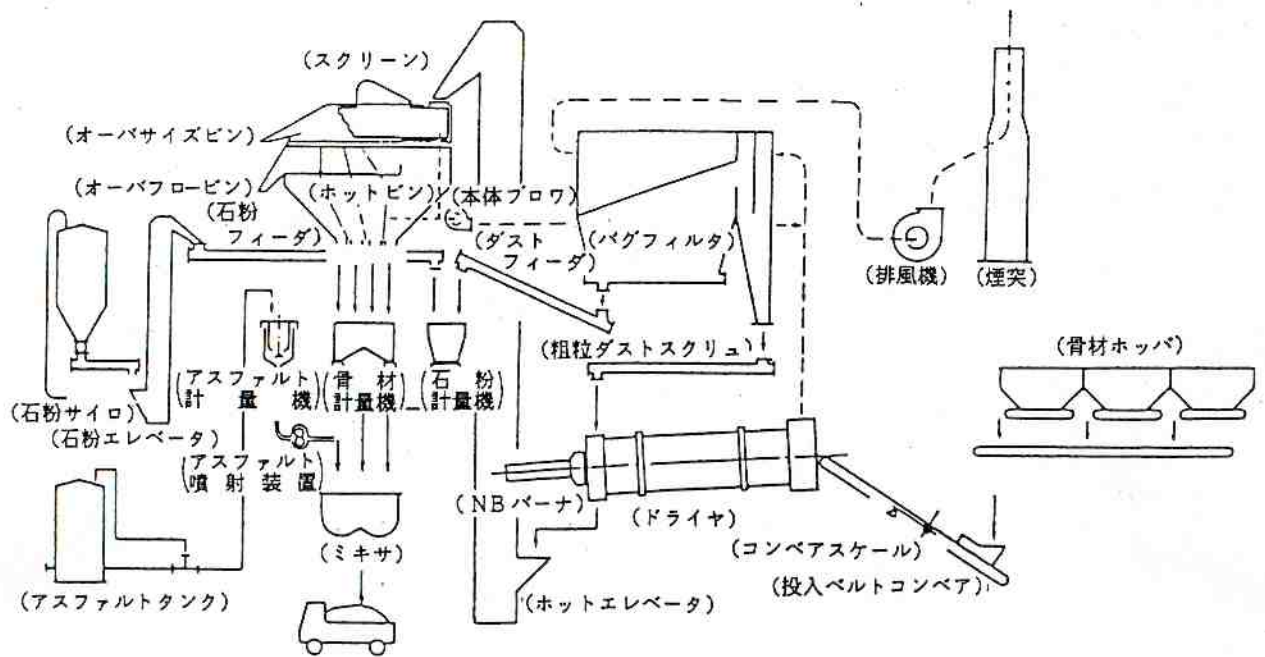 (スクリーン)
(オーバサイズビン)
(オーバフロービン)
(ホットビン)
(本体ブロワ)
(石粉
フィーダ)
(ダスト
フィーダ)
(バグフィルタ)
(排風機)
(煙突)
(粗粒ダストスクリュ)
(骨材ホッパ)
(アスファルト
計量機)
(骨材
計量機)
(石粉
計量機)
(石粉サイロ)
(石粉エレベータ)
(アスファルト
噴射装置)
(NBバーナ)
(ドライヤ)
(ミキサ)
(コンベアスケール)
(投入ベルトコンベア)
(アスファルトタンク)
(ホットエレベータ)